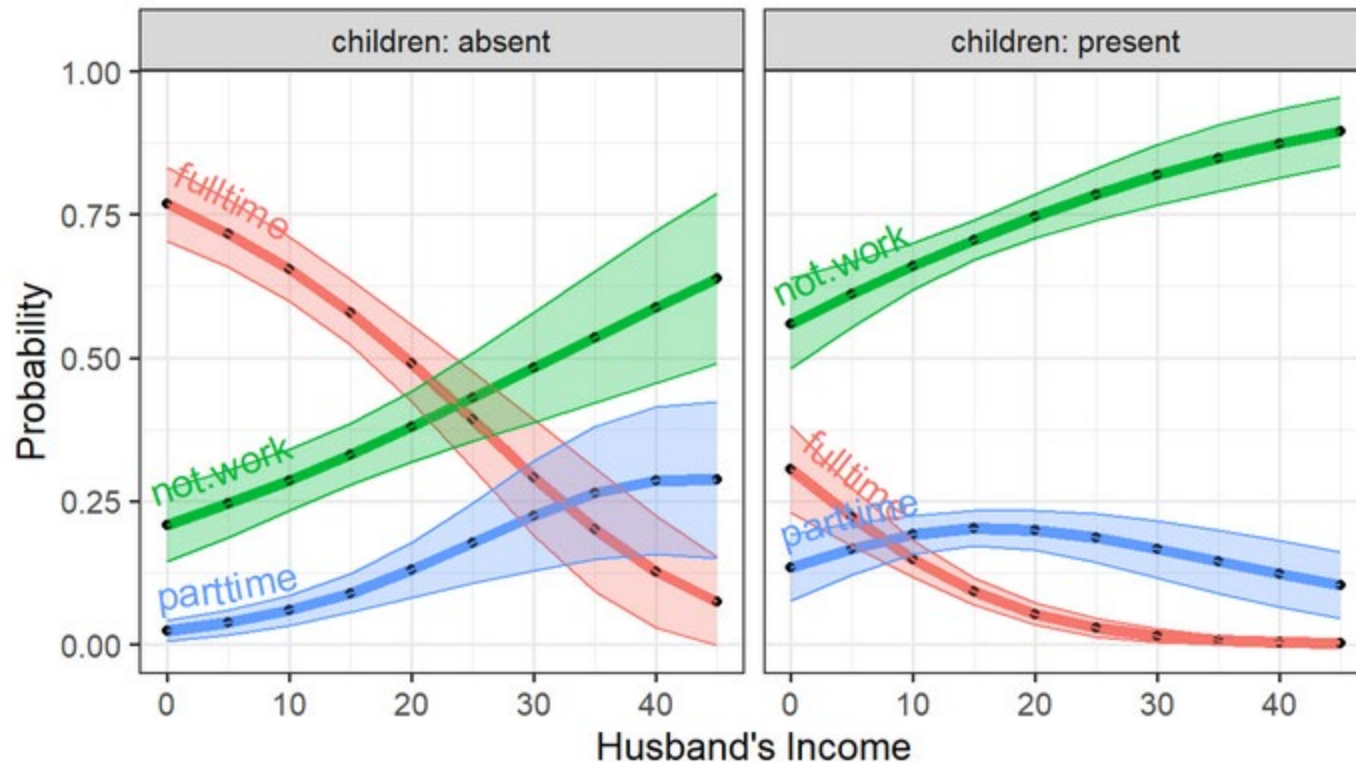 children: absent
children: present
1.00
0.75
0.50
0.25
0.00
Probability
fulltime
not.work
parttime
not.work
fulltime
parttime
0 10 20 30 40
0 10 20 30 40
Husband's Income